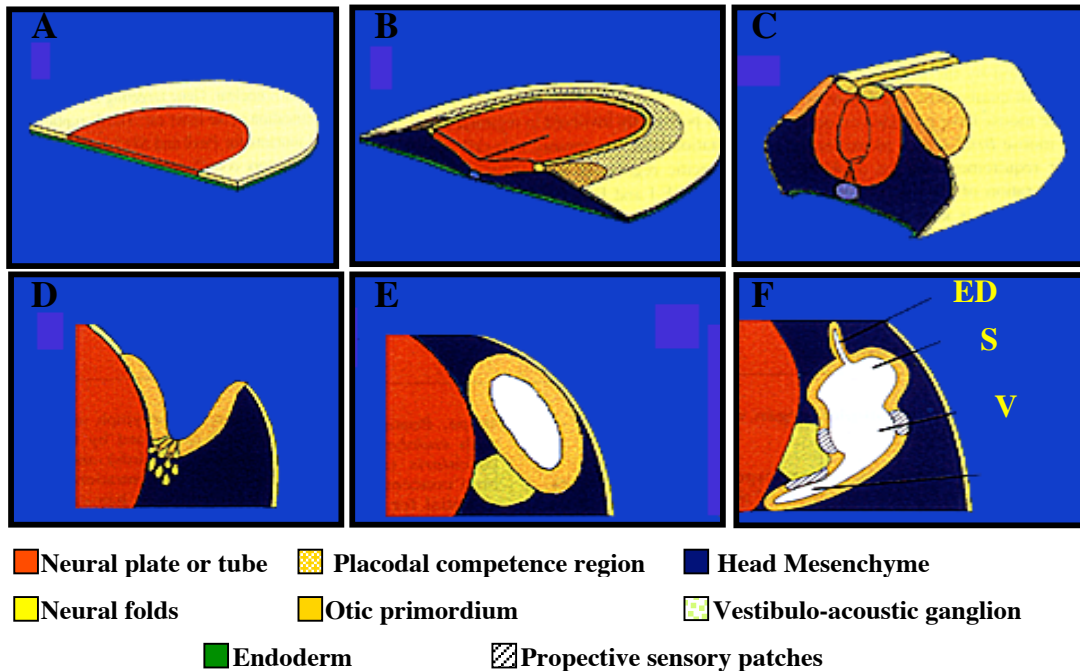 A
B
C
D
E
F
ED
S
V
Neural plate or tube
Placodal competence region
Head Mesenchyme
Neural folds
Otic primordium
Vestibulo-acoustic ganglion
Endoderm
Propective sensory patches